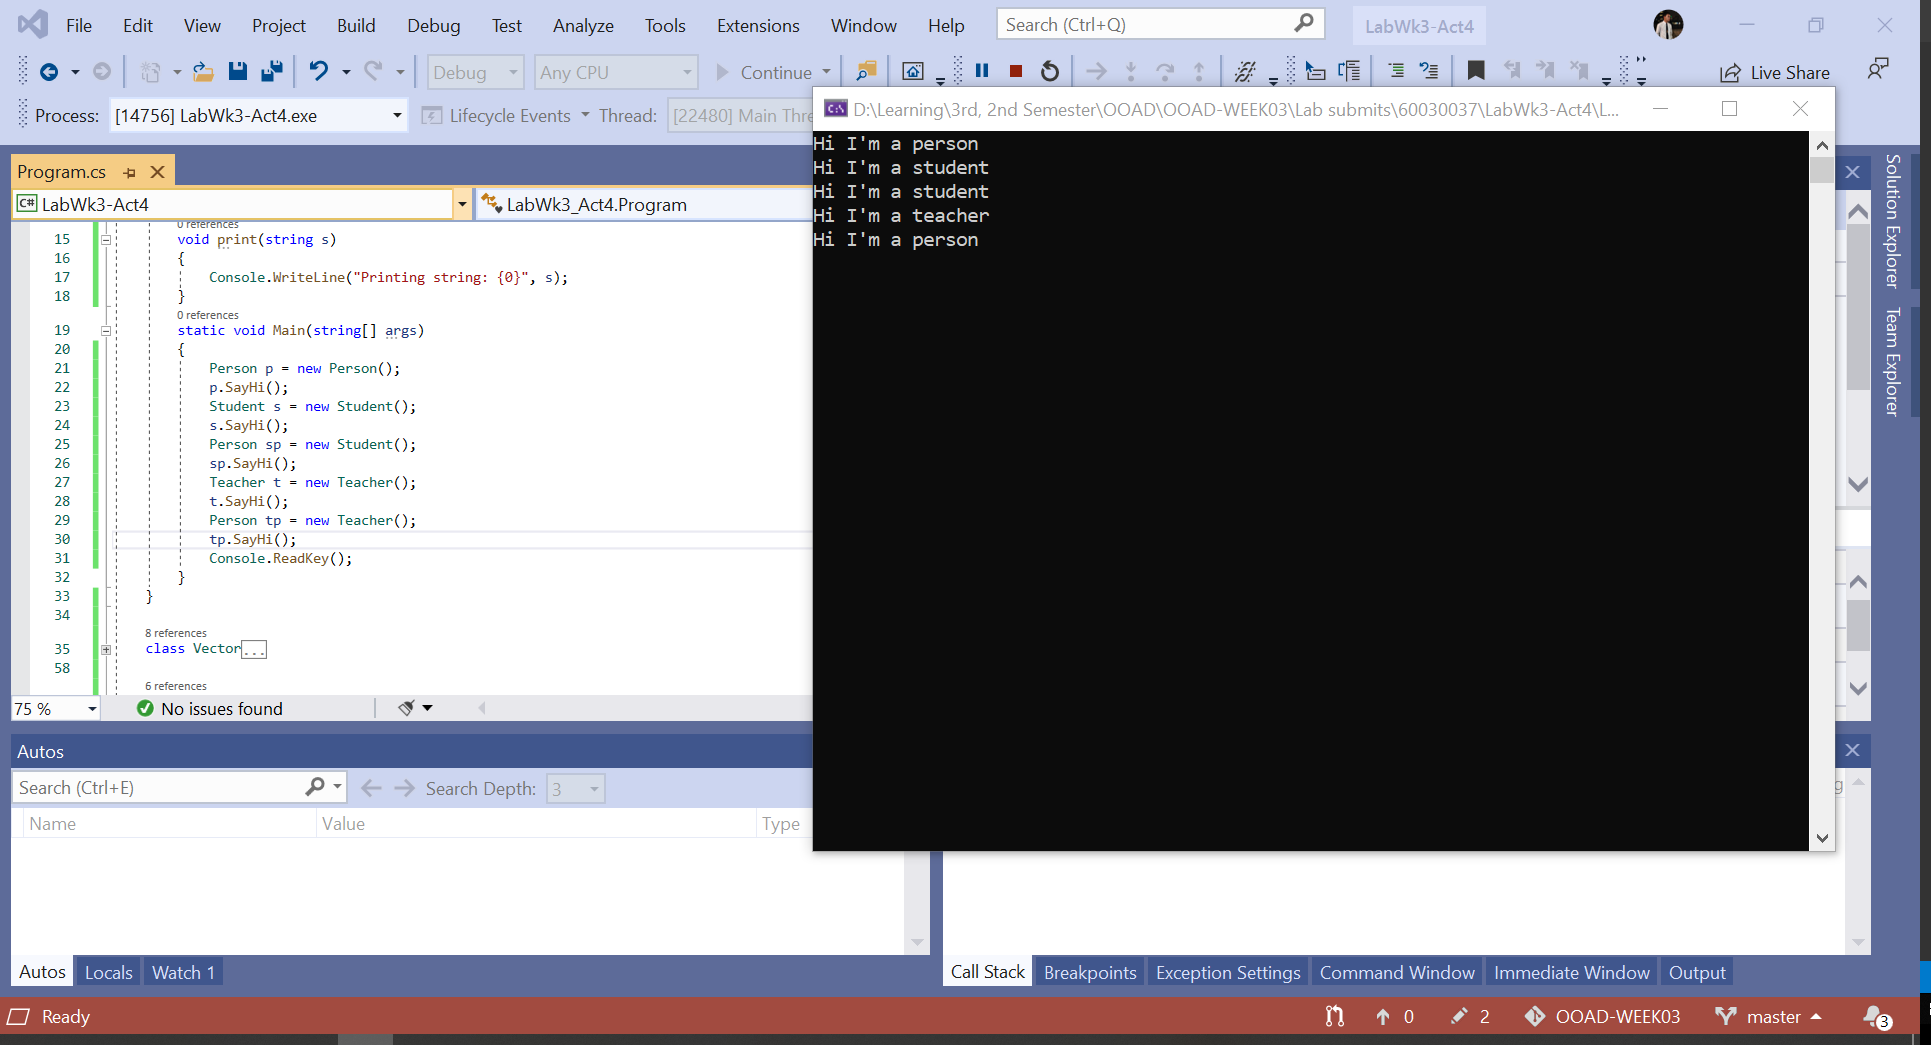 File Edit View Project Build Debug Test Analyze Tools Extensions Window Help Search (Ctrl+Q) LabWk3-Act4
Debug Any CPU Continue Live Share
Process: [14756] LabWk3-Act4.exe Lifecycle Events Thread: [22480] Main Thre
D:\Learning\3rd, 2nd Semester\OOAD\OOAD-WEEK03\Lab submits\60030037\LabWk3-Act4\L...
Hi I'm a person
Hi I'm a student
Hi I'm a student
Hi I'm a teacher
Hi I'm a person
Program.cs
C# LabWk3-Act4 LabWk3_Act4.Program
0 references
15 void print(string s)
16 {
17 Console.WriteLine("Printing string: {0}", s);
18 }
0 references
19 static void Main(string[] args)
20 {
21 Person p = new Person();
22 p.SayHi();
23 Student s = new Student();
24 s.SayHi();
25 Person sp = new Student();
26 sp.SayHi();
27 Teacher t = new Teacher();
28 t.SayHi();
29 Person tp = new Teacher();
30 tp.SayHi();
31 Console.ReadKey();
32 }
33 }
34
8 references
35 class Vector...
58
6 references
75 % No issues found
Solution Explorer
Team Explorer
Autos
Search (Ctrl+E) Search Depth: 3
Name Value Type
g
Autos Locals Watch 1
Call Stack Breakpoints Exception Settings Command Window Immediate Window Output
Ready 0 2 OOAD-WEEK03 master 3